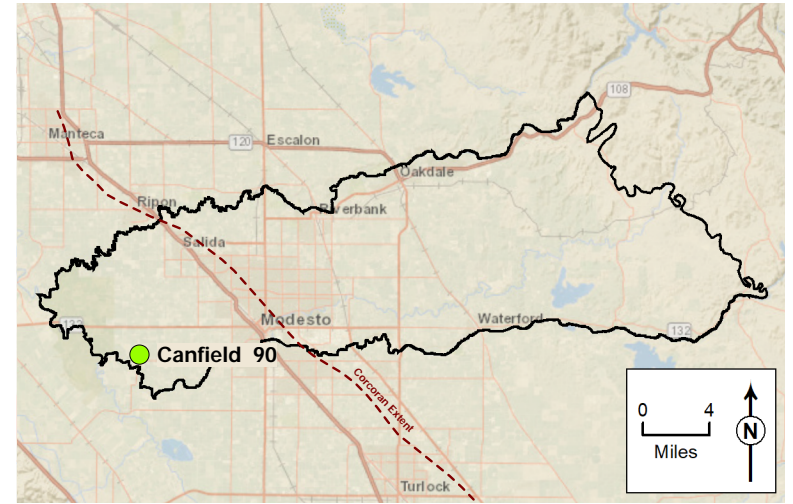 108
Manteca
120 Escalon
Oakdale
Ripon
Riverbank
Salida
132
Modesto
Waterford
132
Canfield 90
Corcoran Extent
Turlock
0 4
Miles
N